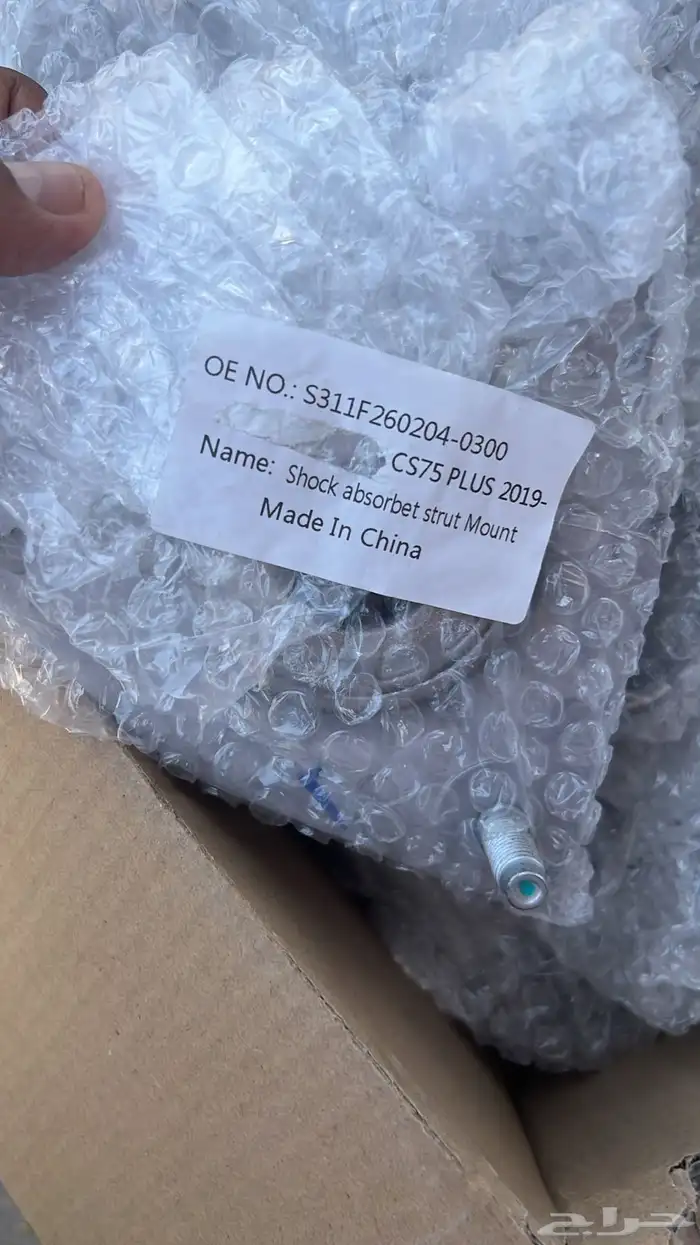 OE NO.: S311F260204-0300
CS75 PLUS 2019-
Name: Shock absorbet strut Mount
Made In China
حراج